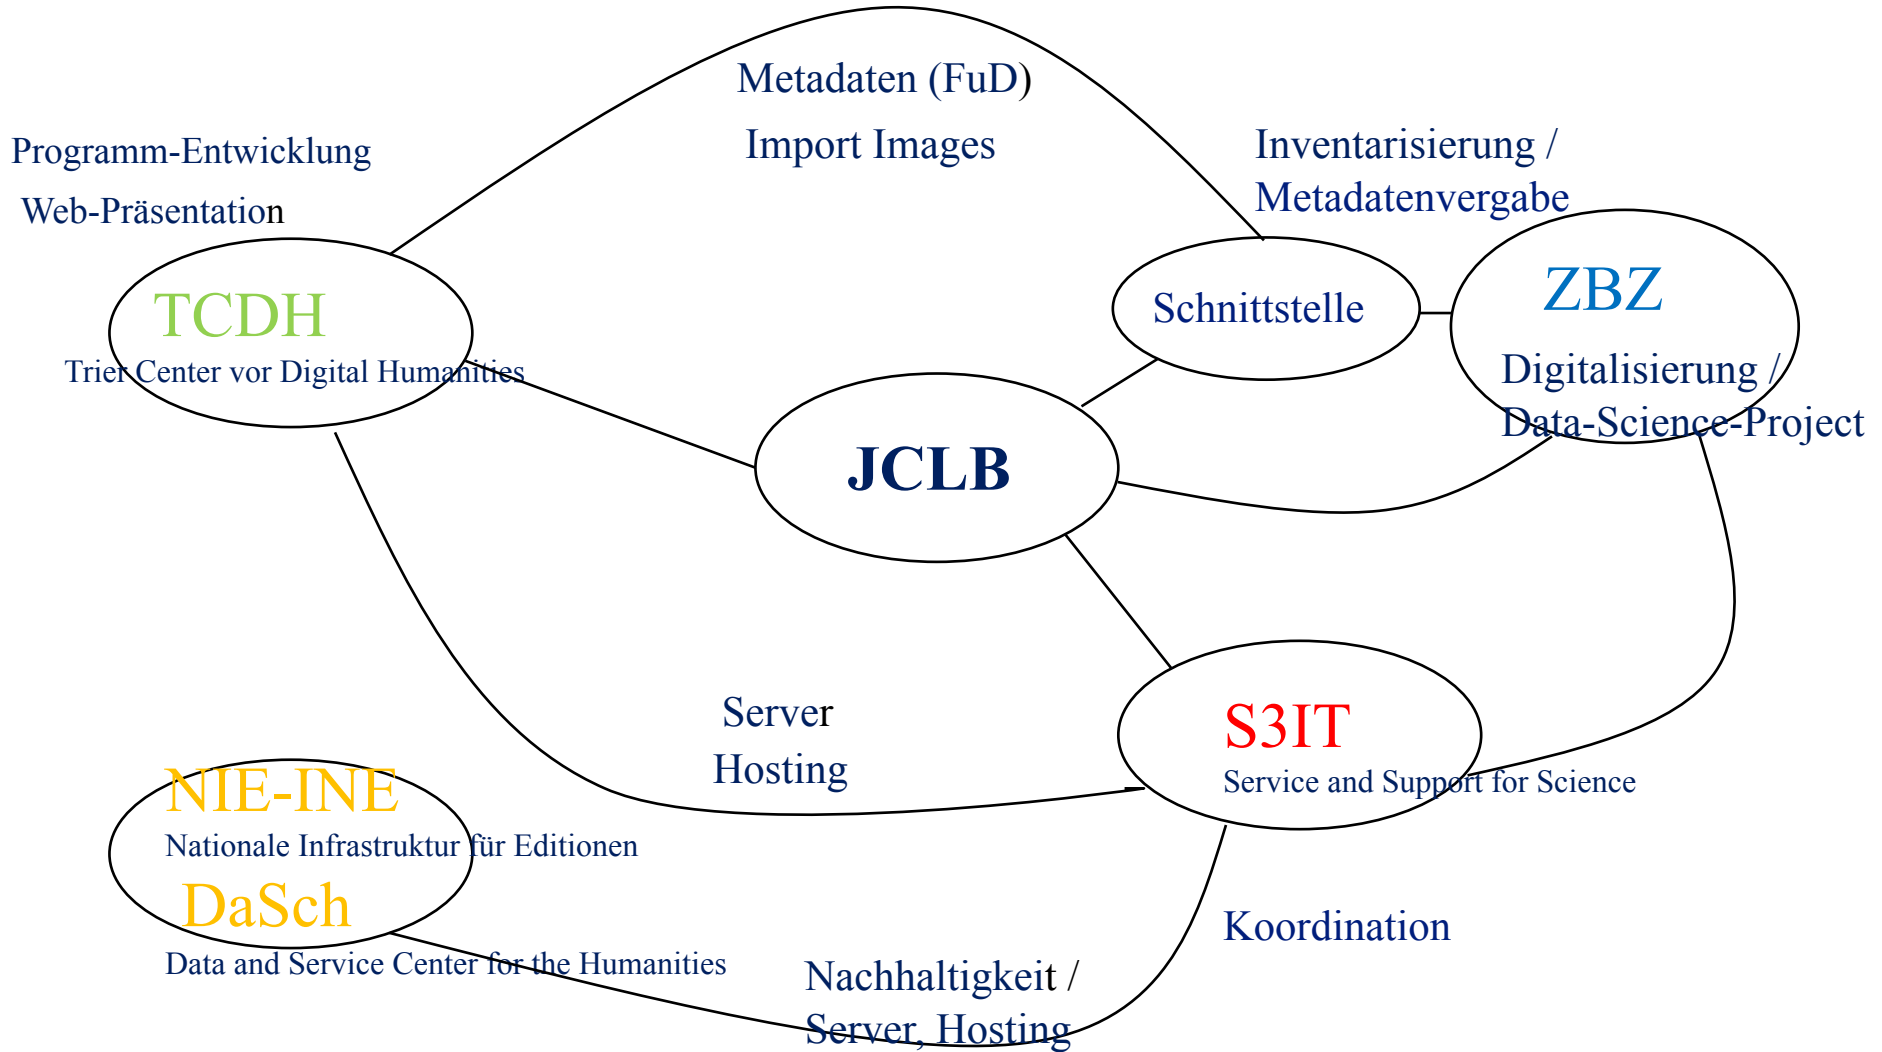 Metadaten (FuD)
Import Images
Programm-Entwicklung
Web-Präsentation
Inventarisierung /
Metadatenvergabe
TCDH
Trier Center vor Digital Humanities
Schnittstelle
ZBZ
Digitalisierung /
Data-Science-Project
JCLB
Server
Hosting
S3IT
Service and Support for Science
NIE-INE
Nationale Infrastruktur für Editionen
DaSch
Data and Service Center for the Humanities
Koordination
Nachhaltigkeit /
Server, Hosting